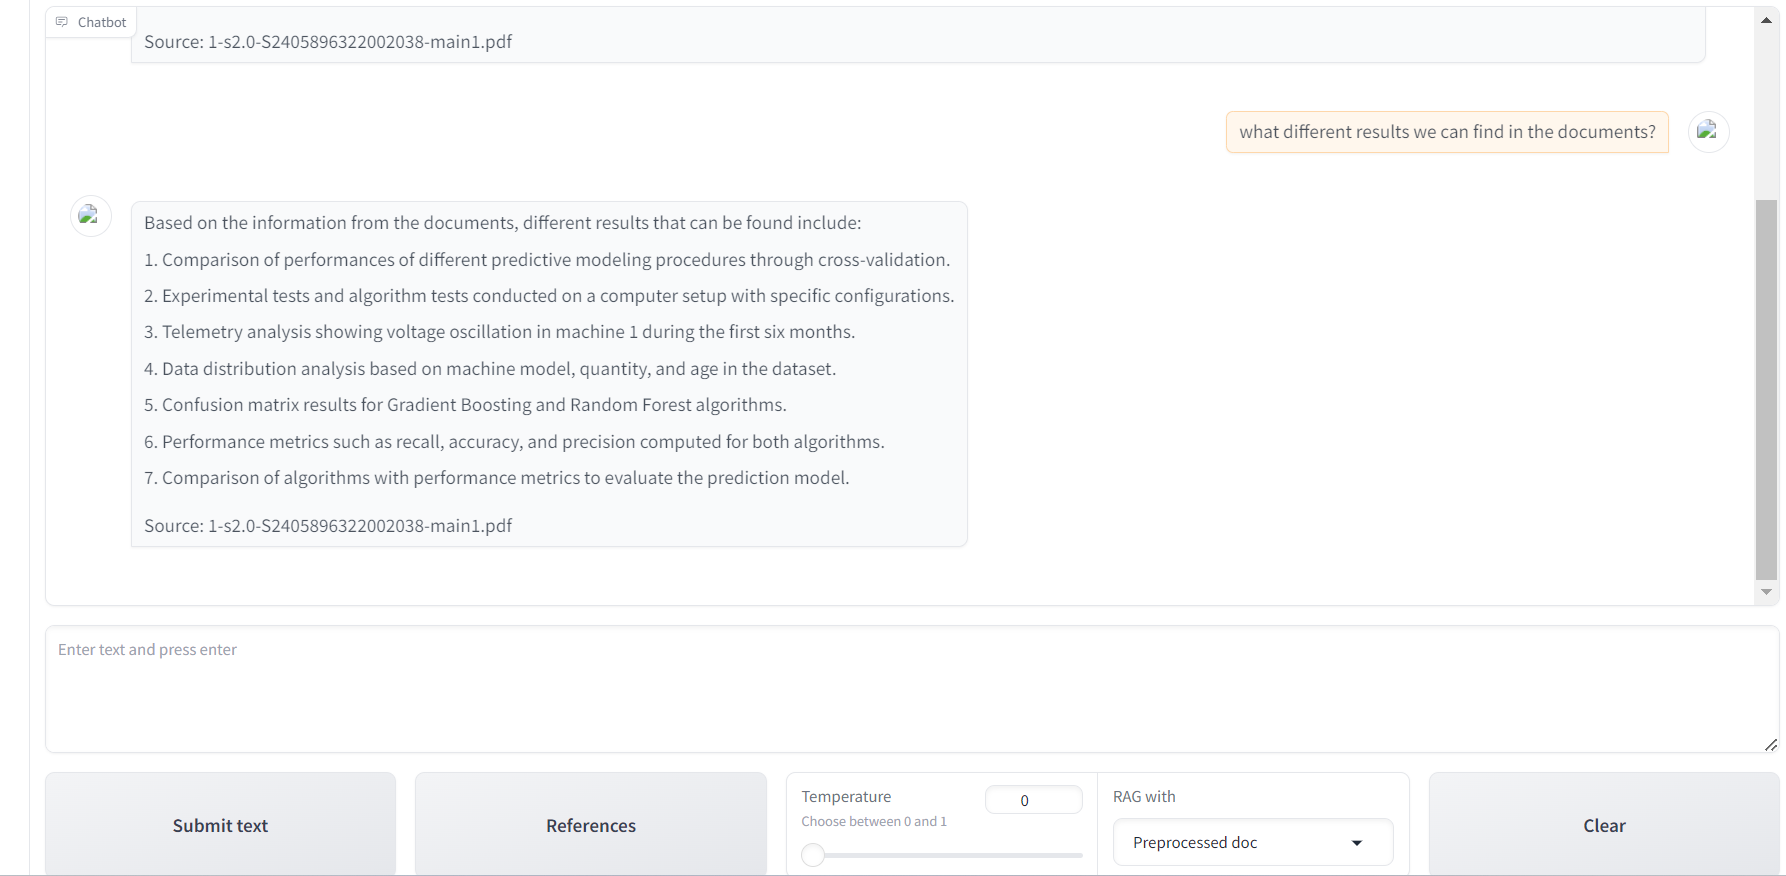 Chatbot
Source: 1-s2.0-S2405896322002038-main1.pdf
what different results we can find in the documents?
Based on the information from the documents, different results that can be found include:
1. Comparison of performances of different predictive modeling procedures through cross-validation.
2. Experimental tests and algorithm tests conducted on a computer setup with specific configurations.
3. Telemetry analysis showing voltage oscillation in machine 1 during the first six months.
4. Data distribution analysis based on machine model, quantity, and age in the dataset.
5. Confusion matrix results for Gradient Boosting and Random Forest algorithms.
6. Performance metrics such as recall, accuracy, and precision computed for both algorithms.
7. Comparison of algorithms with performance metrics to evaluate the prediction model.
Source: 1-s2.0-S2405896322002038-main1.pdf
Enter text and press enter
Submit text
References
Temperature
0
Choose between 0 and 1
RAG with
Preprocessed doc
Clear